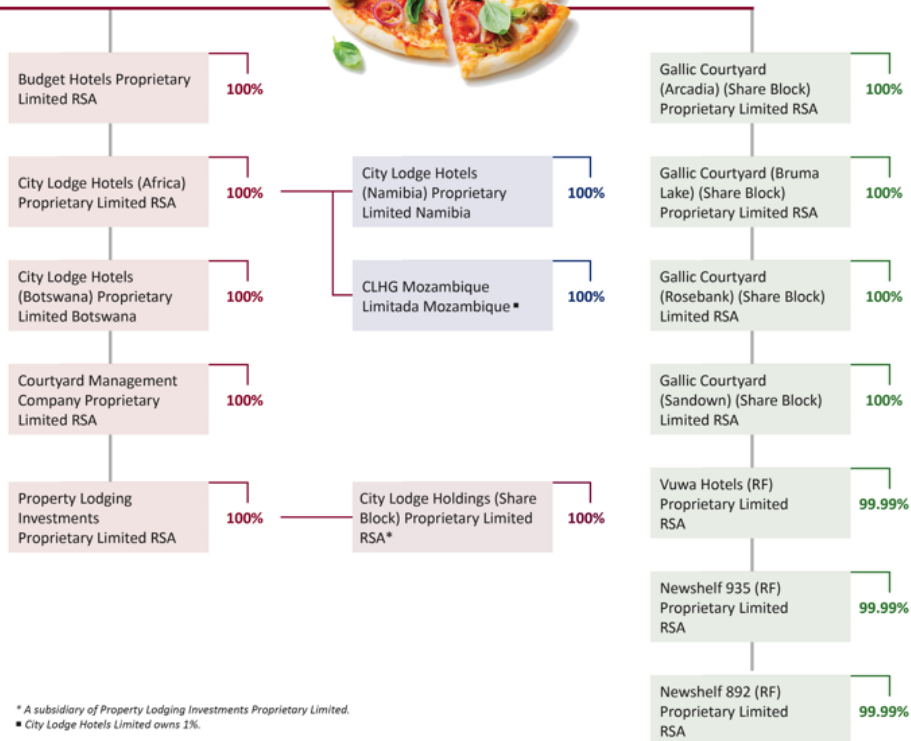 Budget Hotels Proprietary
Limited RSA
100%
City Lodge Hotels (Africa)
Proprietary Limited RSA
100%
City Lodge Hotels
(Botswana) Proprietary
Limited Botswana
100%
Courtyard Management
Company Proprietary
Limited RSA
100%
Property Lodging
Investments
Proprietary Limited RSA
100%
City Lodge Hotels
(Namibia) Proprietary
Limited Namibia
100%
CLHG Mozambique
Limitada Mozambique ▪
100%
City Lodge Holdings (Share
Block) Proprietary Limited
RSA*
100%
Gallic Courtyard
(Arcadia) (Share Block)
Proprietary Limited RSA
100%
Gallic Courtyard (Bruma
Lake) (Share Block)
Proprietary Limited RSA
100%
Gallic Courtyard
(Rosebank) (Share Block)
Limited RSA
100%
Gallic Courtyard
(Sandown) (Share Block)
Limited RSA
100%
Vuwa Hotels (RF)
Proprietary Limited
RSA
99.99%
Newshelf 935 (RF)
Proprietary Limited
RSA
99.99%
Newshelf 892 (RF)
Proprietary Limited
RSA
99.99%
* A subsidiary of Property Lodging Investments Proprietary Limited.
▪ City Lodge Hotels Limited owns 1%.